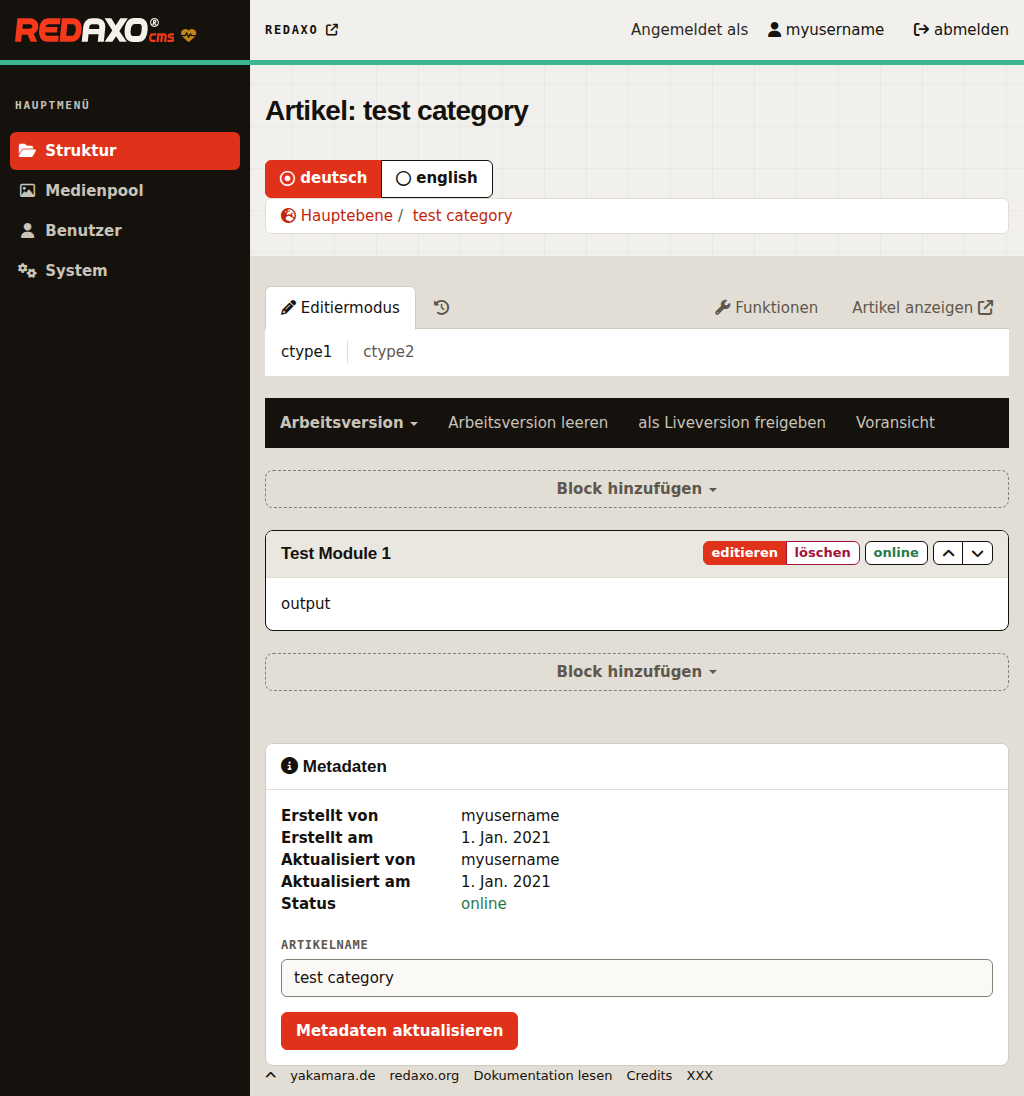 REDAXO® cms
REDAXO
Angemeldet als myusername abmelden
HAUPTMENÜ
Struktur
Medienpool
Benutzer
System
Artikel: test category
deutsch english
Hauptebene / test category
Editiermodus Funktionen Artikel anzeigen
ctype1 ctype2
Arbeitsversion Arbeitsversion leeren als Liveversion freigeben Voransicht
Block hinzufügen
Test Module 1 editieren löschen online
output
Block hinzufügen
Metadaten
Erstellt von myusername
Erstellt am 1. Jan. 2021
Aktualisiert von myusername
Aktualisiert am 1. Jan. 2021
Status online
ARTIKELNAME
test category
Metadaten aktualisieren
yakamara.de redaxo.org Dokumentation lesen Credits XXX